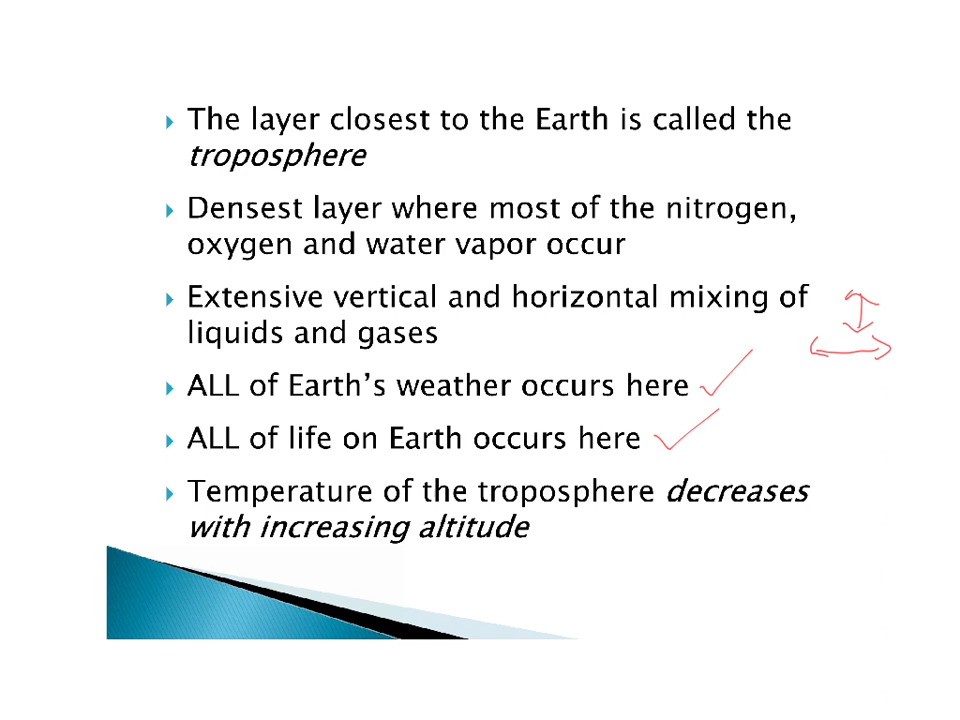 The layer closest to the Earth is called the
troposphere
Densest layer where most of the nitrogen,
oxygen and water vapor occur
Extensive vertical and horizontal mixing of
liquids and gases
ALL of Earth's weather occurs here
ALL of life on Earth occurs here
Temperature of the troposphere decreases
with increasing altitude